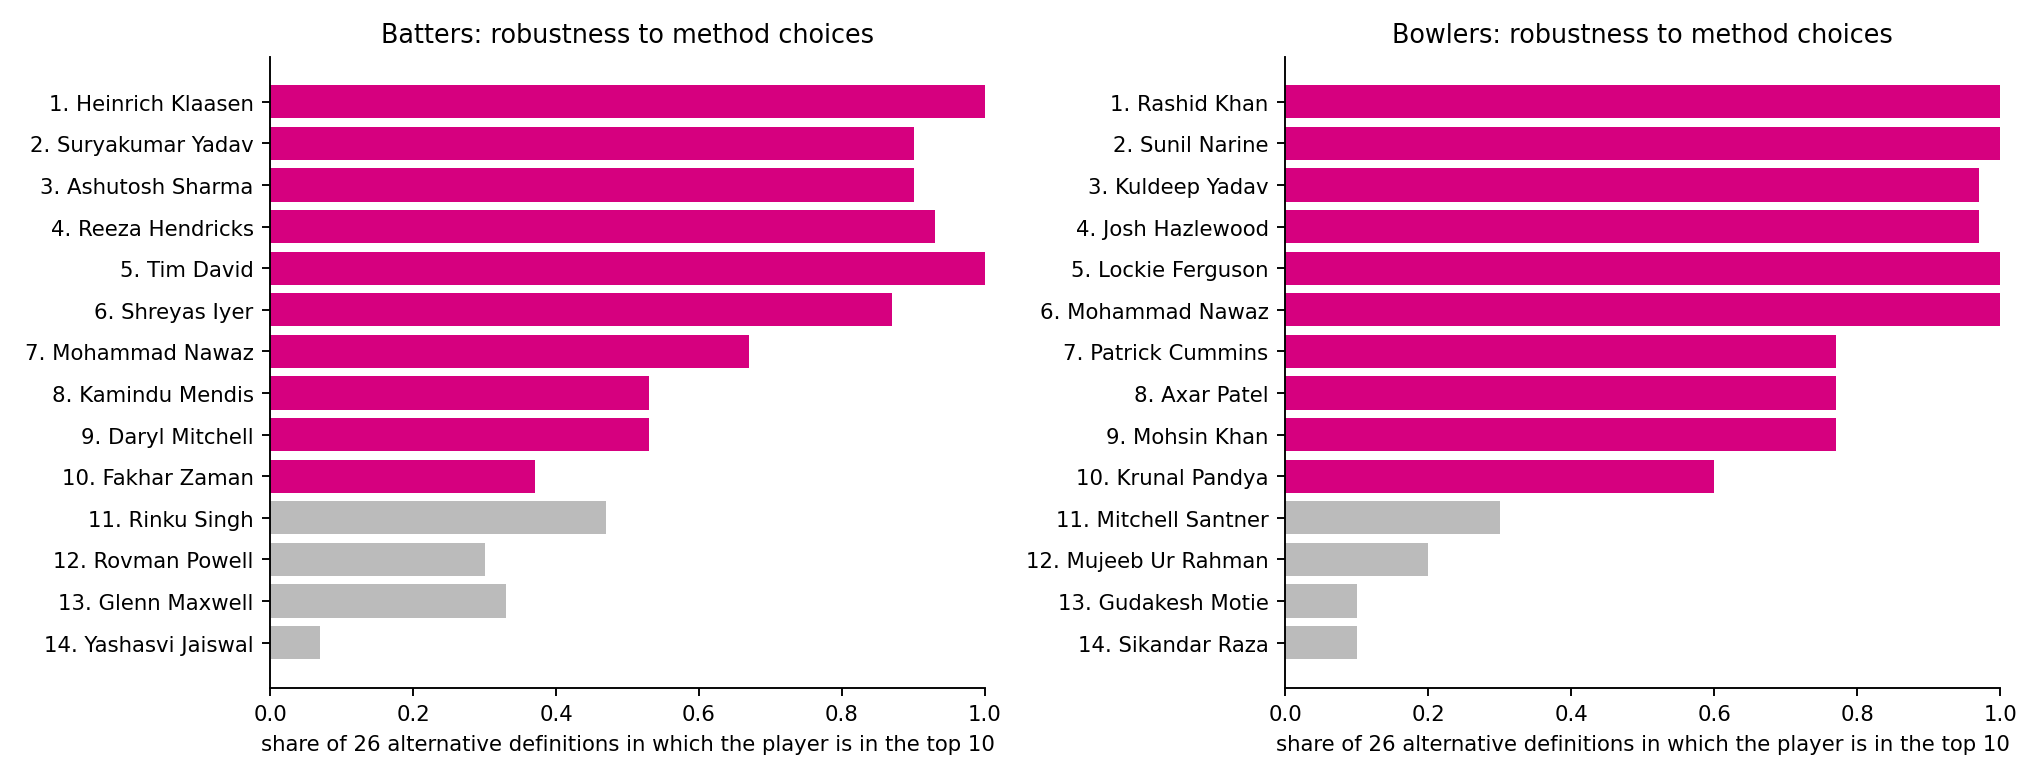 Batters: robustness to method choices
1. Heinrich Klaasen
2. Suryakumar Yadav
3. Ashutosh Sharma
4. Reeza Hendricks
5. Tim David
6. Shreyas Iyer
7. Mohammad Nawaz
8. Kamindu Mendis
9. Daryl Mitchell
10. Fakhar Zaman
11. Rinku Singh
12. Rovman Powell
13. Glenn Maxwell
14. Yashasvi Jaiswal
0.0 0.2 0.4 0.6 0.8 1.0
share of 26 alternative definitions in which the player is in the top 10
Bowlers: robustness to method choices
1. Rashid Khan
2. Sunil Narine
3. Kuldeep Yadav
4. Josh Hazlewood
5. Lockie Ferguson
6. Mohammad Nawaz
7. Patrick Cummins
8. Axar Patel
9. Mohsin Khan
10. Krunal Pandya
11. Mitchell Santner
12. Mujeeb Ur Rahman
13. Gudakesh Motie
14. Sikandar Raza
0.0 0.2 0.4 0.6 0.8 1.0
share of 26 alternative definitions in which the player is in the top 10